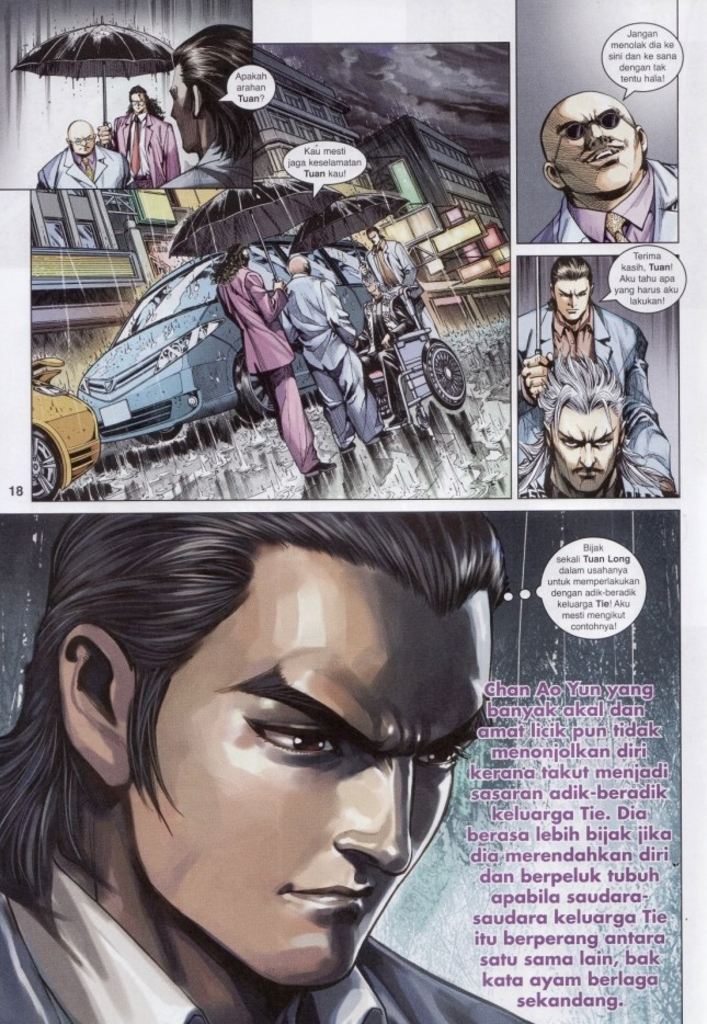 Apakah
arahan
Tuan?
Kau mesti
jaga keselamatan
Tuan kau!
Jangan
menolak dia ke
sini dan ke sana
dengan tak
tentu hala!
Terima
kasih, Tuan!
Aku tahu apa
yang harus aku
lakukan!
18
Bijak
sekali Tuan Long
dalam usahanya
untuk memperlakukan
dengan adik-beradik
keluarga Tie! Aku
mesti mengikut
contohnya!
Chan Ao Yun yang
banyak akal dan
amat licik pun tidak
menonjolkan diri
kerana takut menjadi
sasaran adik-beradik
keluarga Tie. Dia
berasa lebih bijak jika
dia merendahkan diri
dan berpeluk tubuh
apabila saudara-
saudara keluarga Tie
itu berperang antara
satu sama lain, bak
kata ayam berlaga
sekandang.